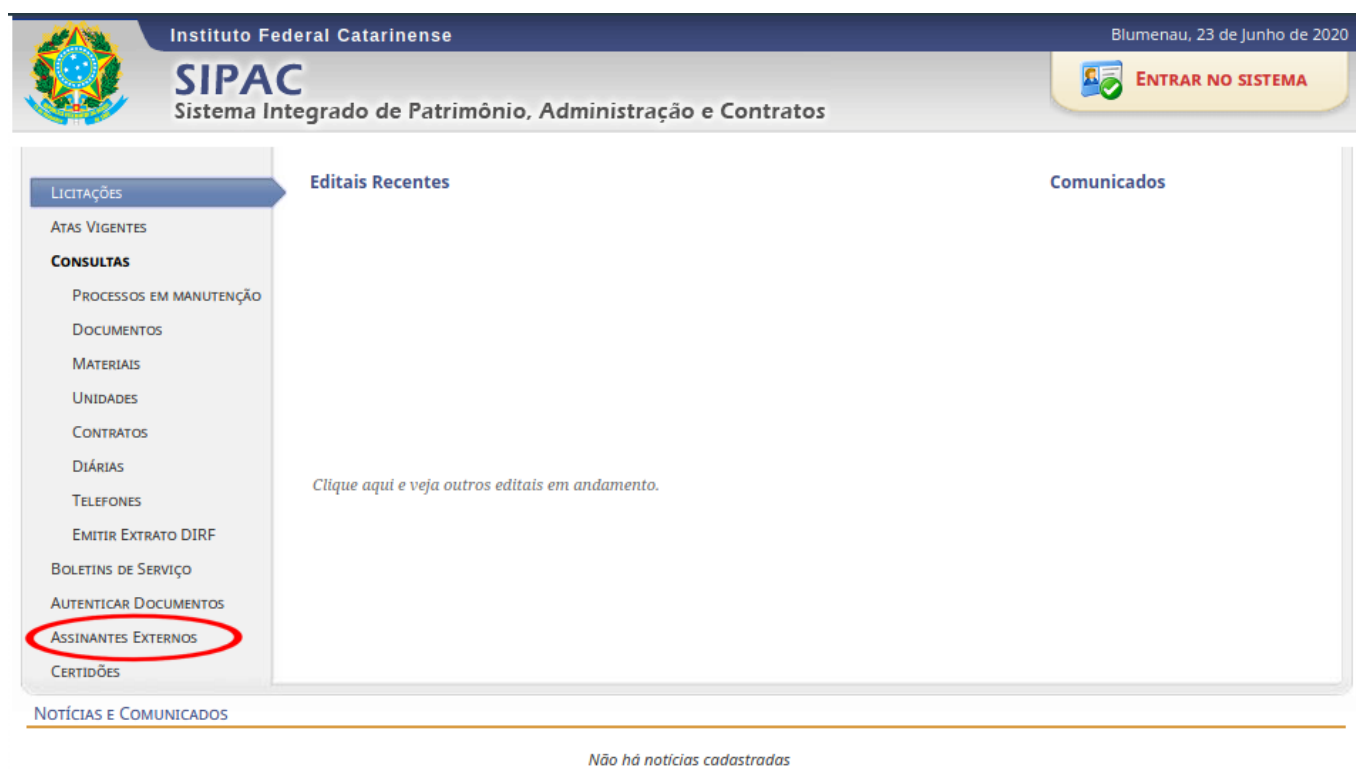 Instituto Federal Catarinense
Blumenau, 23 de Junho de 2020
SIPAC
Sistema Integrado de Patrimônio, Administração e Contratos
Entrar no sistema
Licitações
Atas Vigentes
Consultas
Processos em manutenção
Documentos
Materiais
Unidades
Contratos
Diárias
Telefones
Emitir Extrato DIRF
Boletins de Serviço
Autenticar Documentos
Assinantes Externos
Certidões
Editais Recentes
Clique aqui e veja outros editais em andamento.
Comunicados
Notícias e Comunicados
Não há notícias cadastradas